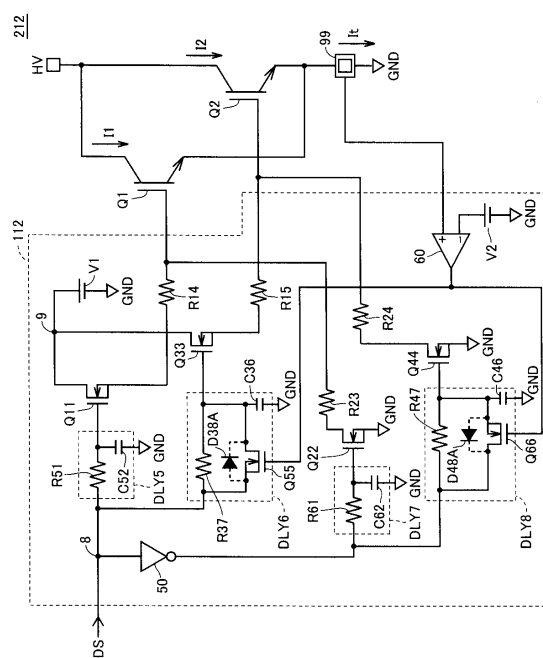 212
HV
I2
99
It
GND
Q2
I1
Q1
112
60
GND
V2
V1
GND
R14
R15
R24
9
Q33
Q44
GND
C36
GND
C46
GND
Q11
R23
R47
R51
C52
GND
D38A
Q55
Q22
GND
D48A
Q66
DLY5
R37
DLY6
R61
C62
GND
DLY7
DLY8
8
50
DS